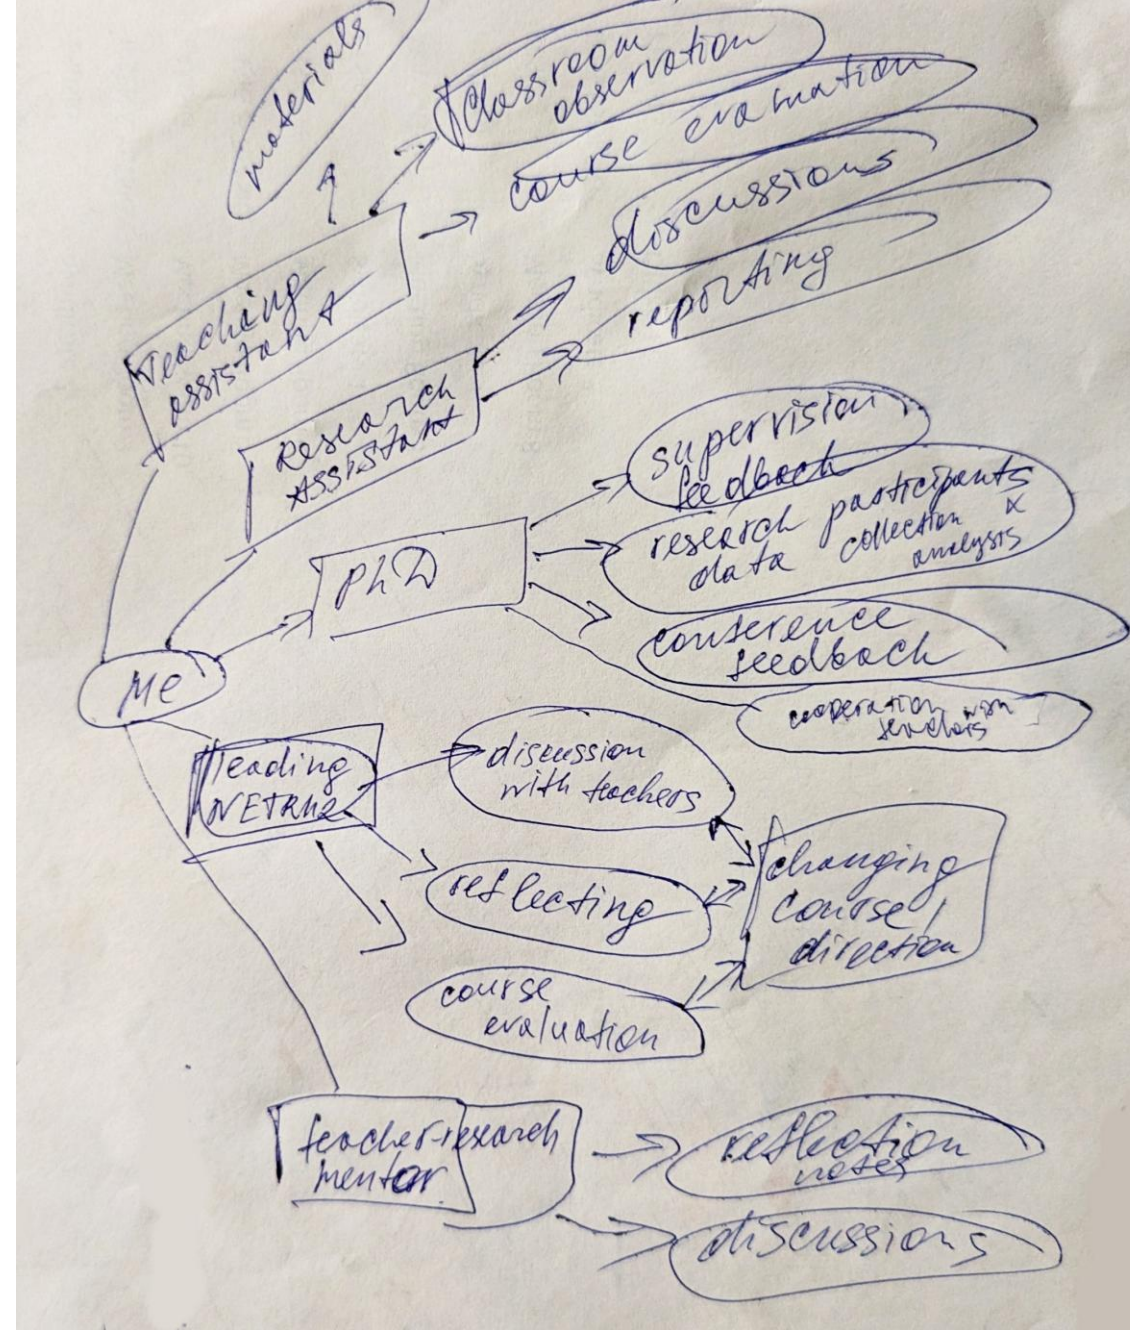 materials
Classroom
observation
course evaluation
discussions
reporting
Teaching
assistant
Research
Assistant
supervision
feedback
research participants
data collection &
analysis
PhD
conference
feedback
cooperation with
Me
leading
discussion
with teachers
reflecting
changing
course /
direction
course
evaluation
teacher-research
mentor
reflection
notes
discussions